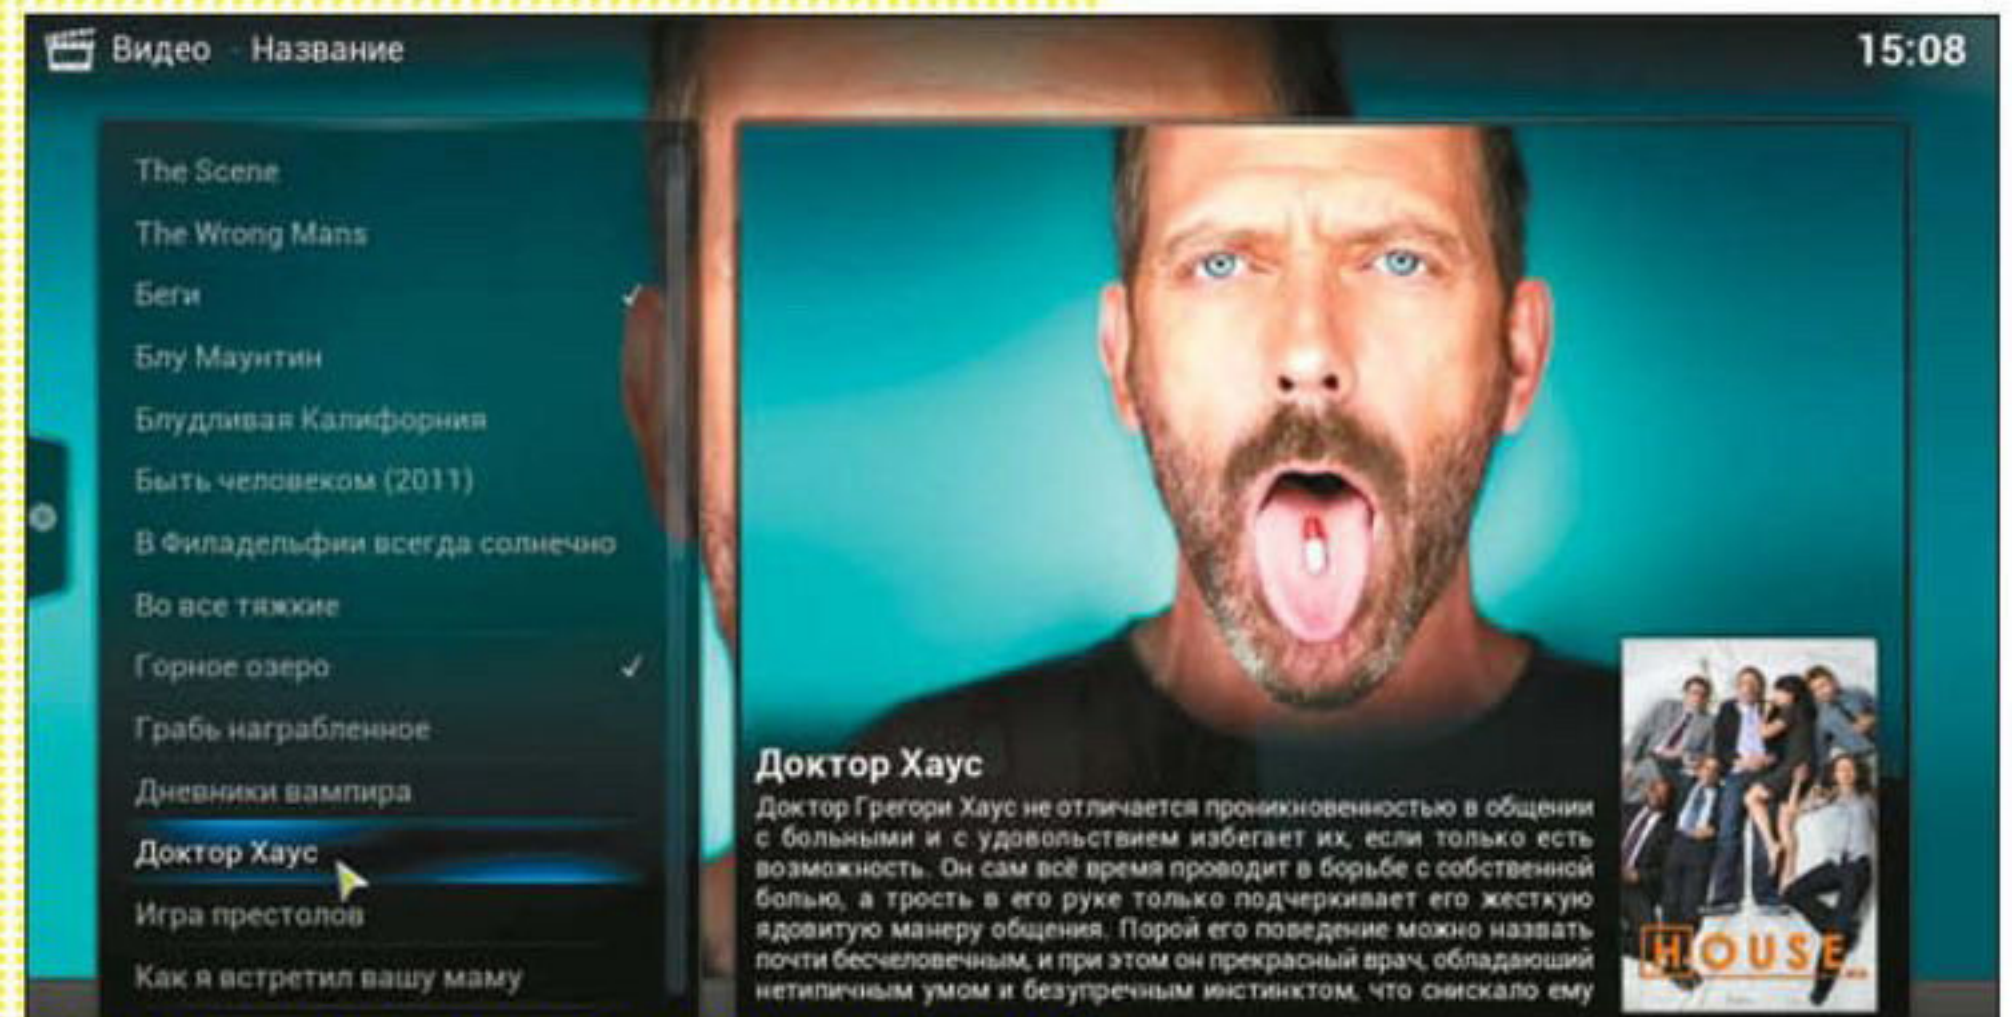 Видео - Название
15:08
The Scene
The Wrong Mans
Беги
Блу Маунтин
Блудливая Калифорния
Быть человеком (2011)
В Филадельфии всегда солнечно
Во все тяжкие
Горное озеро
Грабь награбленное
Дневники вампира
Доктор Хаус
Игра престолов
Как я встретил вашу маму
Доктор Хаус
Доктор Грегори Хаус не отличается проникновенностью в общении
с больными и с удовольствием избегает их, если только есть
возможность. Он сам всё время проводит в борьбе с собственной
болью, а трость в его руке только подчеркивает его жесткую
ядовитую манеру общения. Порой его поведение можно назвать
почти бесчеловечным, и при этом он прекрасный врач, обладающий
нетипичным умом и безупречным инстинктом, что снискало ему
HOUSE